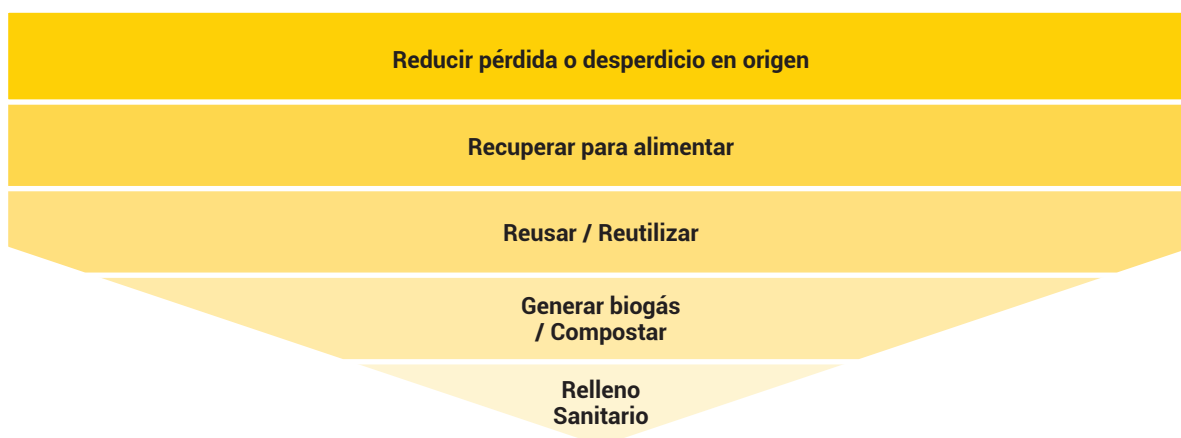 Reducir pérdida o desperdicio en origen
Recuperar para alimentar
Reusar / Reutilizar
Generar biogás
/ Compostar
Relleno
Sanitario